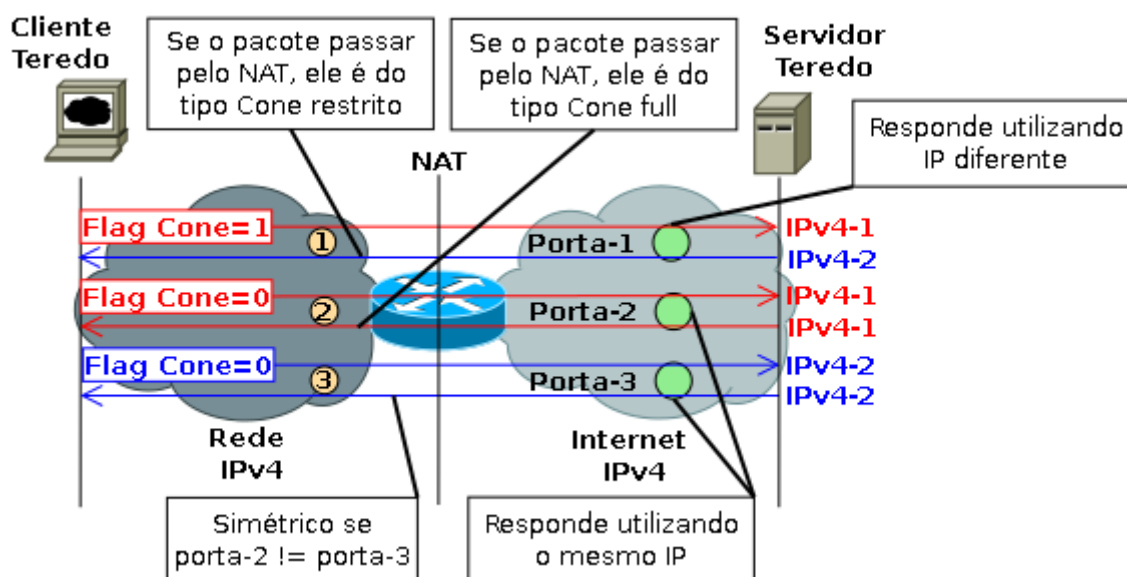 Cliente
Teredo
Se o pacote passar
pelo NAT, ele é do
tipo Cone restrito
Se o pacote passar
pelo NAT, ele é do
tipo Cone full
Servidor
Teredo
Responde utilizando
IP diferente
NAT
Flag Cone=1
1
Porta-1
IPv4-1
IPv4-2
Flag Cone=0
2
Porta-2
IPv4-1
IPv4-1
Flag Cone=0
3
Porta-3
IPv4-2
IPv4-2
Rede
IPv4
Internet
IPv4
Simétrico se
porta-2 != porta-3
Responde utilizando
o mesmo IP